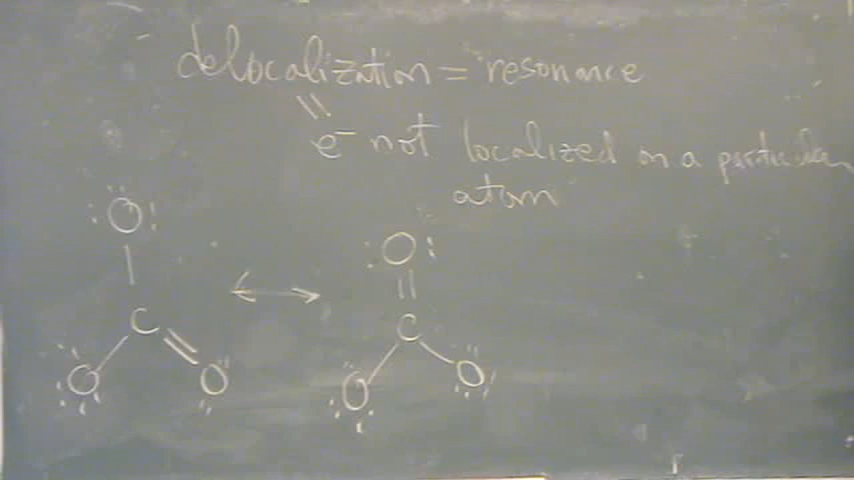 delocalization = resonance
||
e⁻ not localized on a particular
atom
:Ö: :O:
| ||
C ↔ C
:O: O: :O: O: